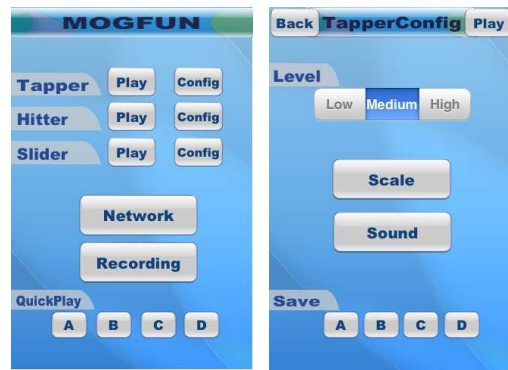 MOGFUN
Tapper Play Config
Hitter Play Config
Slider Play Config
Network
Recording
QuickPlay
A B C D
Back TapperConfig Play
Level
Low Medium High
Scale
Sound
Save
A B C D